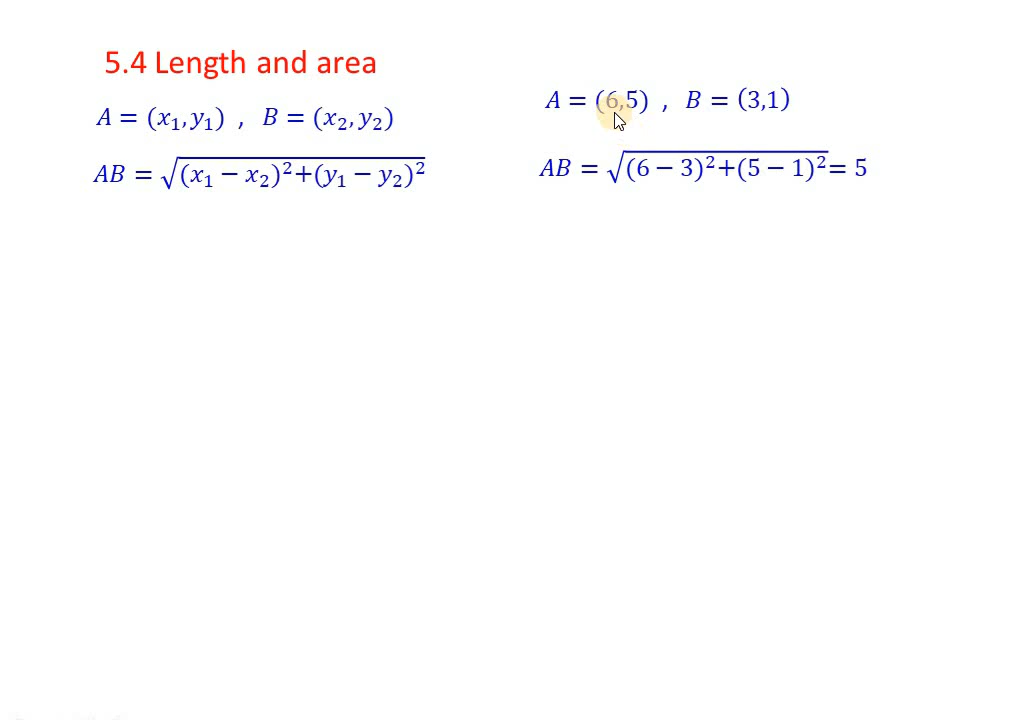 5.4 Length and area
A = (x₁, y₁) , B = (x₂, y₂)
AB = √(x₁ − x₂)²+(y₁ − y₂)²
A = (6,5) , B = (3,1)
AB = √(6 − 3)²+(5 − 1)²= 5